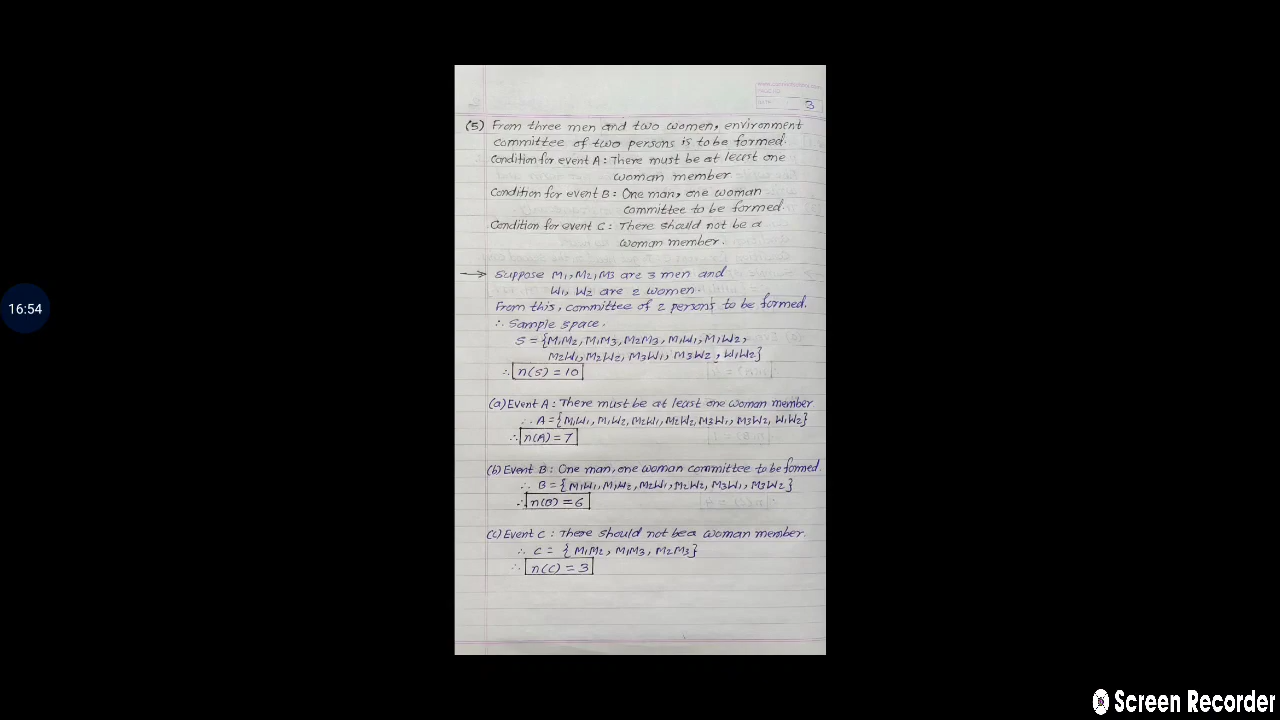 3
(5) From three men and two women, environment
committee of two persons is to be formed.
Condition for event A: There must be at least one
woman member
Condition for event B: One man, one woman
committee to be formed.
Condition for event C: There should not be a
woman member.
→ Suppose M1, M2, M3 are 3 men and
W1, W2 are 2 women.
From this, committee of 2 persons to be formed.
∴ Sample space.
S = {M1M2, M1M3, M2M3, M1W1, M1W2,
M2W1, M2W2, M3W1, M3W2, W1W2}
∴ n(S) = 10
(a) Event A: There must be at least one woman member.
∴ A = {M1W1, M1W2, M2W1, M2W2, M3W1, M3W2, W1W2}
∴ n(A) = 7
(b) Event B: One man, one woman committee to be formed.
∴ B = {M1W1, M1W2, M2W1, M2W2, M3W1, M3W2}
∴ n(B) = 6
(c) Event C: There should not be a woman member.
∴ C = {M1M2, M1M3, M2M3}
∴ n(C) = 3
16:54
Screen Recorder